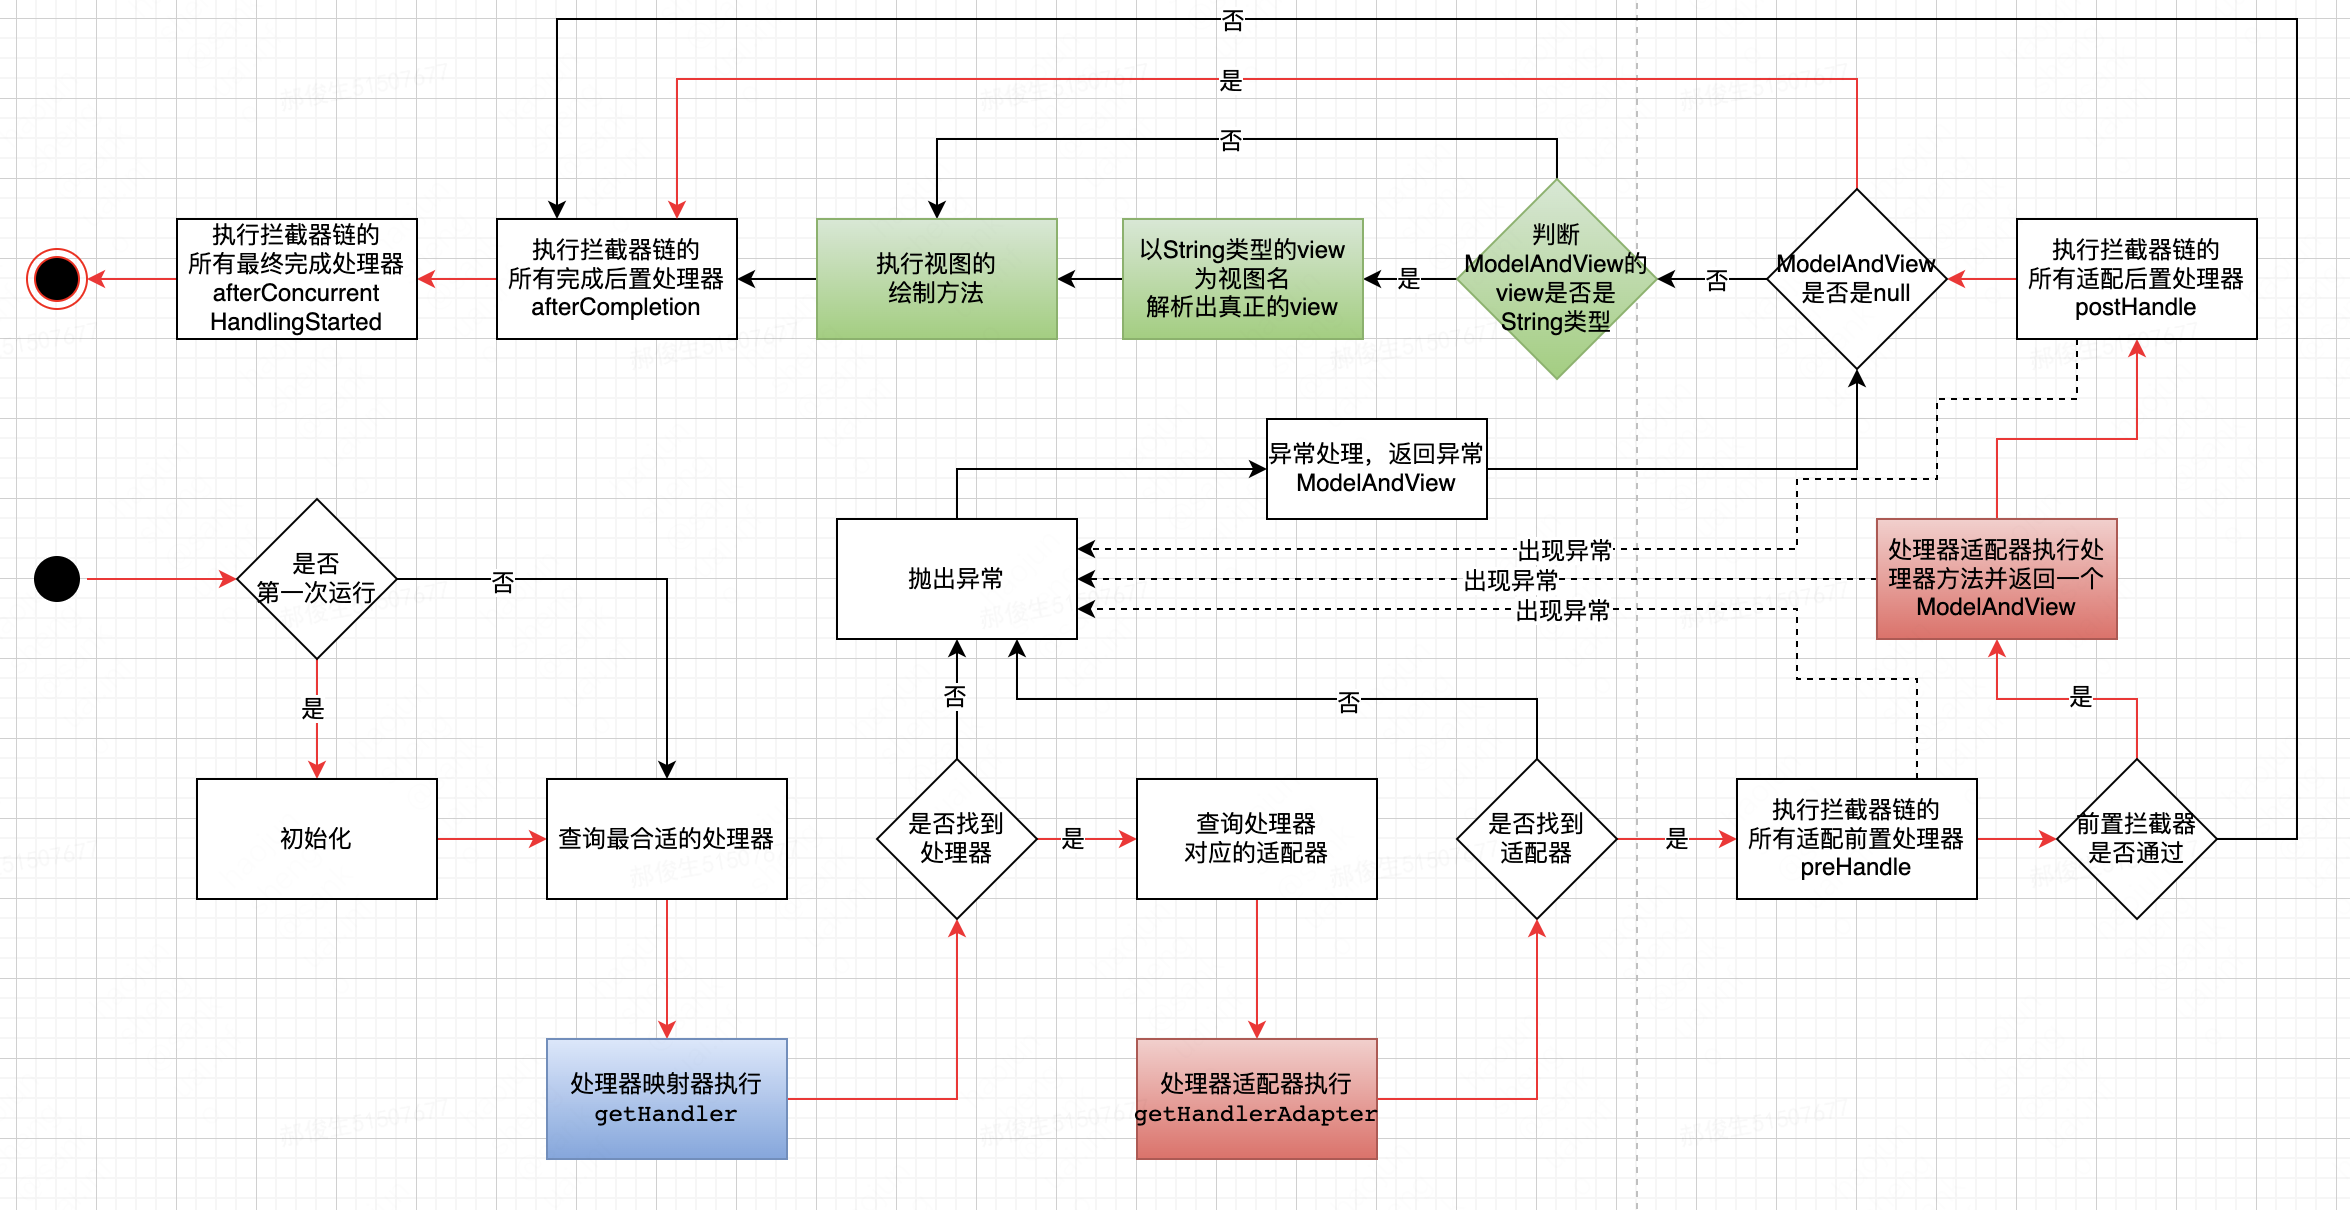 否
是
否
执行拦截器链的
所有最终完成处理器
afterConcurrent
HandlingStarted
执行拦截器链的
所有完成后置处理器
afterCompletion
执行视图的
绘制方法
以String类型的view
为视图名
解析出真正的view
是
判断
ModelAndView的
view是否是
String类型
否
ModelAndView
是否是null
执行拦截器链的
所有适配后置处理器
postHandle
异常处理，返回异常
ModelAndView
是否
第一次运行
否
抛出异常
出现异常
出现异常
出现异常
处理器适配器执行处
理器方法并返回一个
ModelAndView
是
否
否
是
初始化
查询最合适的处理器
是否找到
处理器
是
查询处理器
对应的适配器
是否找到
适配器
是
执行拦截器链的
所有适配前置处理器
preHandle
前置拦截器
是否通过
处理器映射器执行
getHandler
处理器适配器执行
getHandlerAdapter
郝俊生51507677